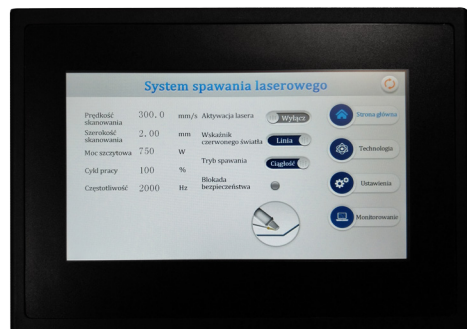 System spawania laserowego
Prędkość
skanowania
300.0
mm/s
Szerokość
skanowania
2.00
mm
Moc szczytowa
750
W
Cykl pracy
100
%
Częstotliwość
2000
Hz
Aktywacja lasera
Wyłącz
Wskaźnik
czerwonego światła
Linia
Tryb spawania
Ciągłość
Blokada
bezpieczeństwa
Strona główna
Technologia
Ustawienia
Monitorowanie